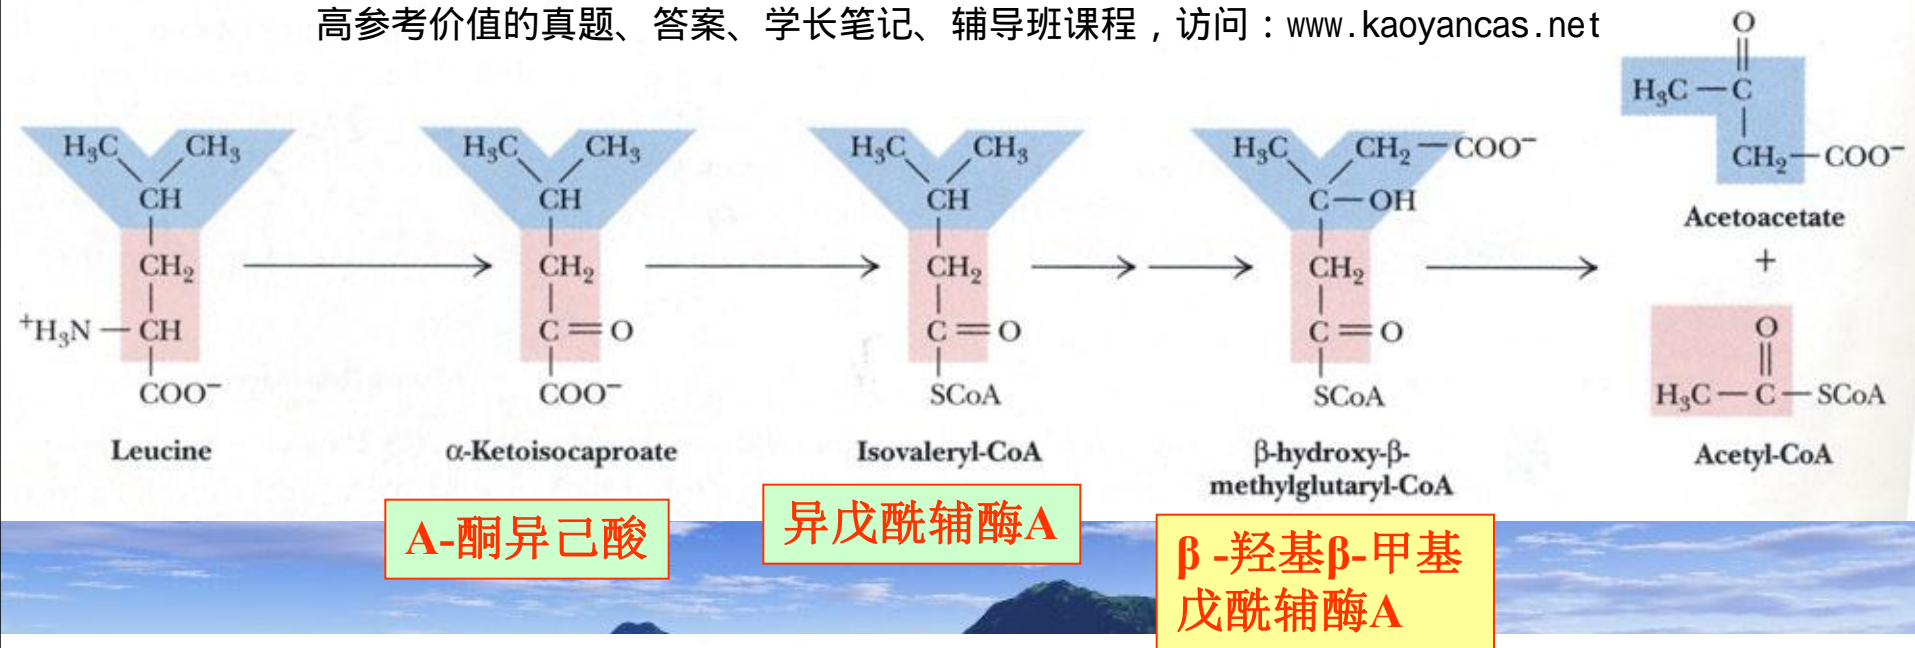 高参考价值的真题、答案、学长笔记、辅导班课程，访问：www.kaoyancas.net
H₃C CH₃
CH
CH₂
⁺H₃N — CH
COO⁻
Leucine
H₃C CH₃
CH
CH₂
C = O
COO⁻
α-Ketoisocaproate
A-酮异己酸
H₃C CH₃
CH
CH₂
C = O
SCoA
Isovaleryl-CoA
异戊酰辅酶A
H₃C CH₂ — COO⁻
C — OH
CH₂
C = O
SCoA
β-hydroxy-β-
methylglutaryl-CoA
β -羟基β-甲基
戊酰辅酶A
O
H₃C — C
CH₂ — COO⁻
Acetoacetate
+
O
H₃C — C — SCoA
Acetyl-CoA